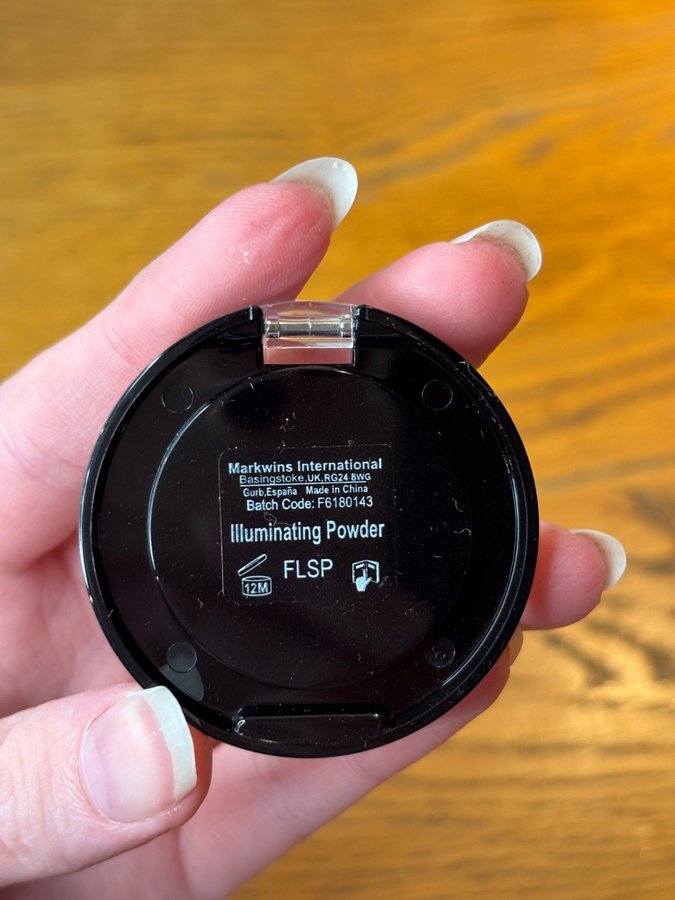 Markwins International
Basingstoke,UK,RG24 8WG
Gurb,España Made in China
Batch Code: F6180143
Illuminating Powder
12M FLSP